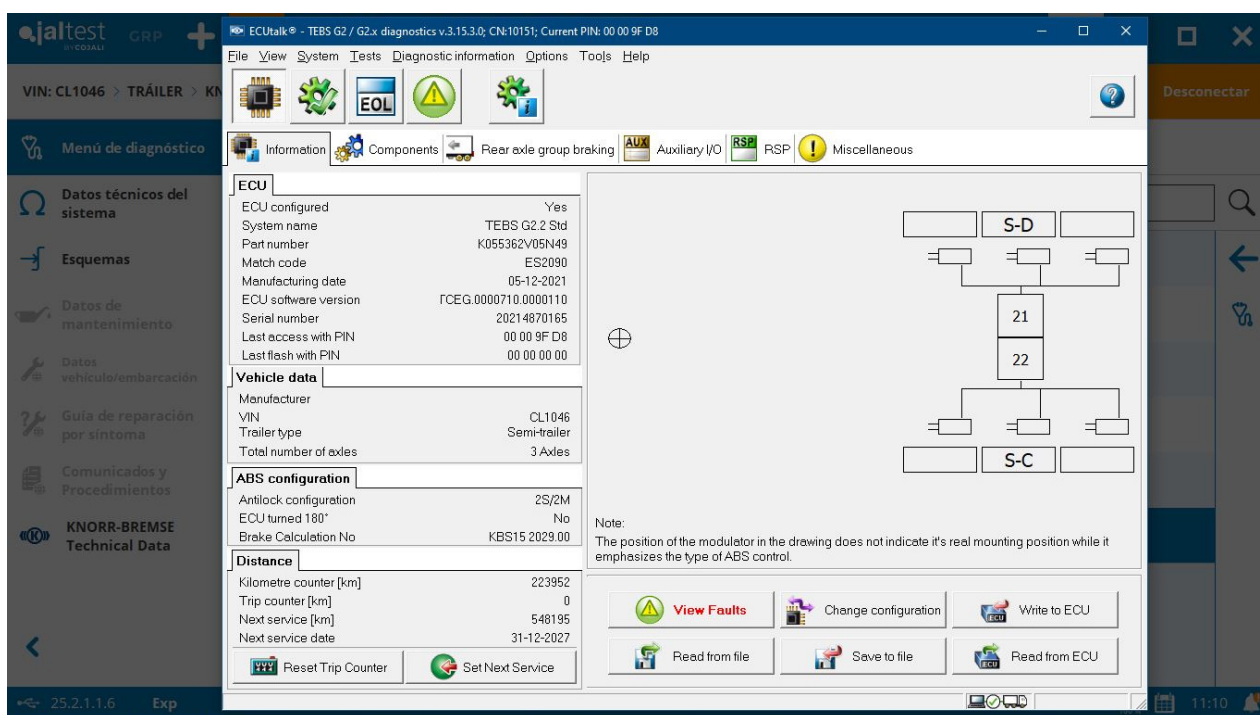 jaltest GRP
BY COJALI
ECUtalk® - TEBS G2 / G2.x diagnostics v.3.15.3.0; CN:10151; Current PIN: 00 00 9F D8
File View System Tests Diagnostic information Options Tools Help
VIN: CL1046 > TRÁILER > KN
EOL
Desconectar
Menú de diagnóstico
Datos técnicos del
sistema
Esquemas
Datos de
mantenimiento
Datos
vehículo/embarcación
Guía de reparación
por síntoma
Comunicados y
Procedimientos
KNORR-BREMSE
Technical Data
Information Components Rear axle group braking AUX Auxiliary I/O RSP RSP Miscellaneous
ECU
ECU configured Yes
System name TEBS G2.2 Std
Part number K055362V05N49
Match code ES2090
Manufacturing date 05-12-2021
ECU software version TCEG.0000710.0000110
Serial number 20214870165
Last access with PIN 00 00 9F D8
Last flash with PIN 00 00 00 00
Vehicle data
Manufacturer
VIN CL1046
Trailer type Semi-trailer
Total number of axles 3 Axles
ABS configuration
Antilock configuration 2S/2M
ECU turned 180° No
Brake Calculation No KBS15 2029.00
Distance
Kilometre counter [km] 223952
Trip counter [km] 0
Next service [km] 548195
Next service date 31-12-2027
Reset Trip Counter Set Next Service
S-D
21
22
S-C
Note:
The position of the modulator in the drawing does not indicate it's real mounting position while it
emphasizes the type of ABS control.
View Faults Change configuration Write to ECU
Read from file Save to file Read from ECU
25.2.1.1.6 Exp
11:10